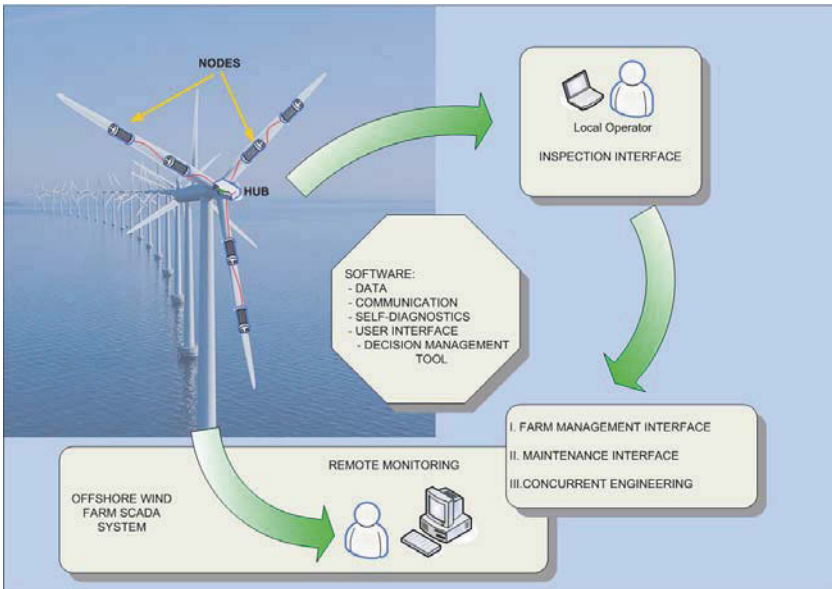 NODES
HUB
Local Operator
INSPECTION INTERFACE
SOFTWARE:
- DATA
- COMMUNICATION
- SELF-DIAGNOSTICS
- USER INTERFACE
- DECISION MANAGEMENT
TOOL
I. FARM MANAGEMENT INTERFACE
II. MAINTENANCE INTERFACE
III.CONCURRENT ENGINEERING
REMOTE MONITORING
OFFSHORE WIND
FARM SCADA
SYSTEM